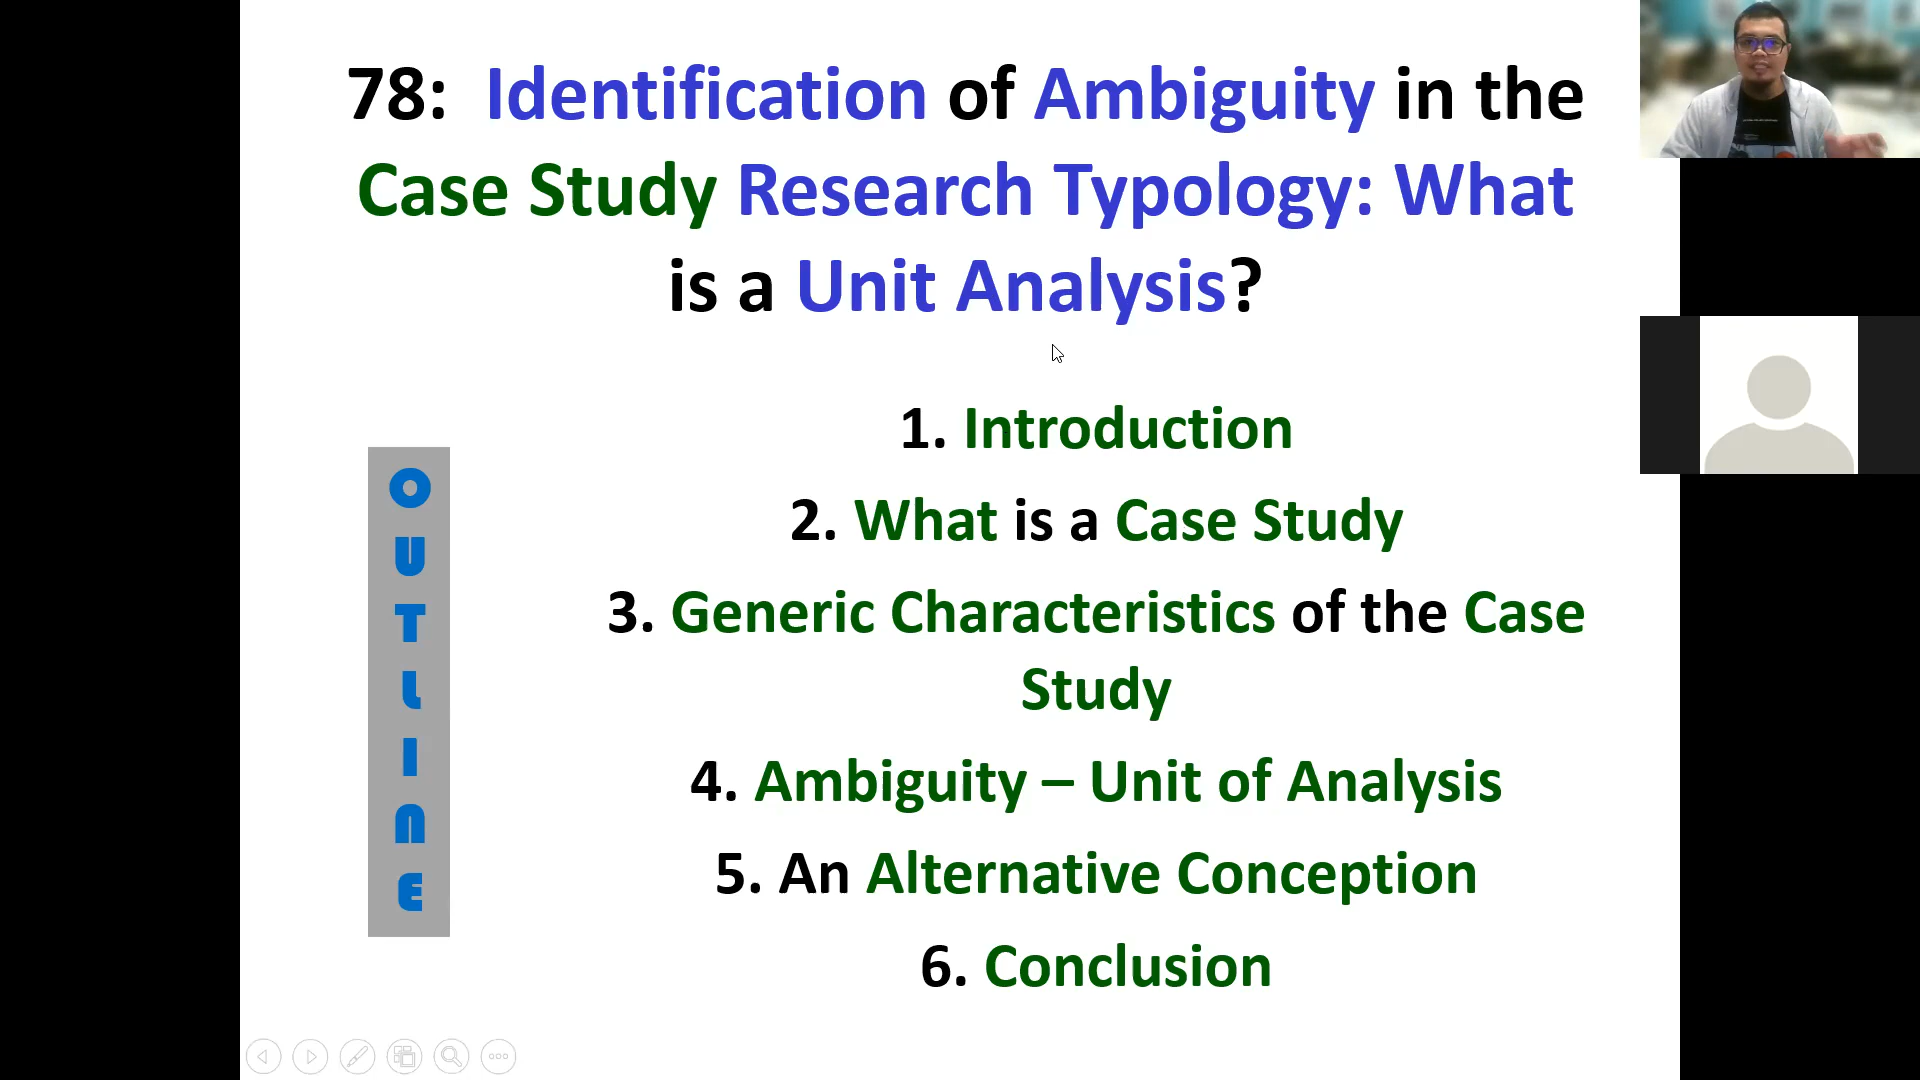 78: Identification of Ambiguity in the
Case Study Research Typology: What
is a Unit Analysis?
OUTLINE
1. Introduction
2. What is a Case Study
3. Generic Characteristics of the Case
Study
4. Ambiguity – Unit of Analysis
5. An Alternative Conception
6. Conclusion